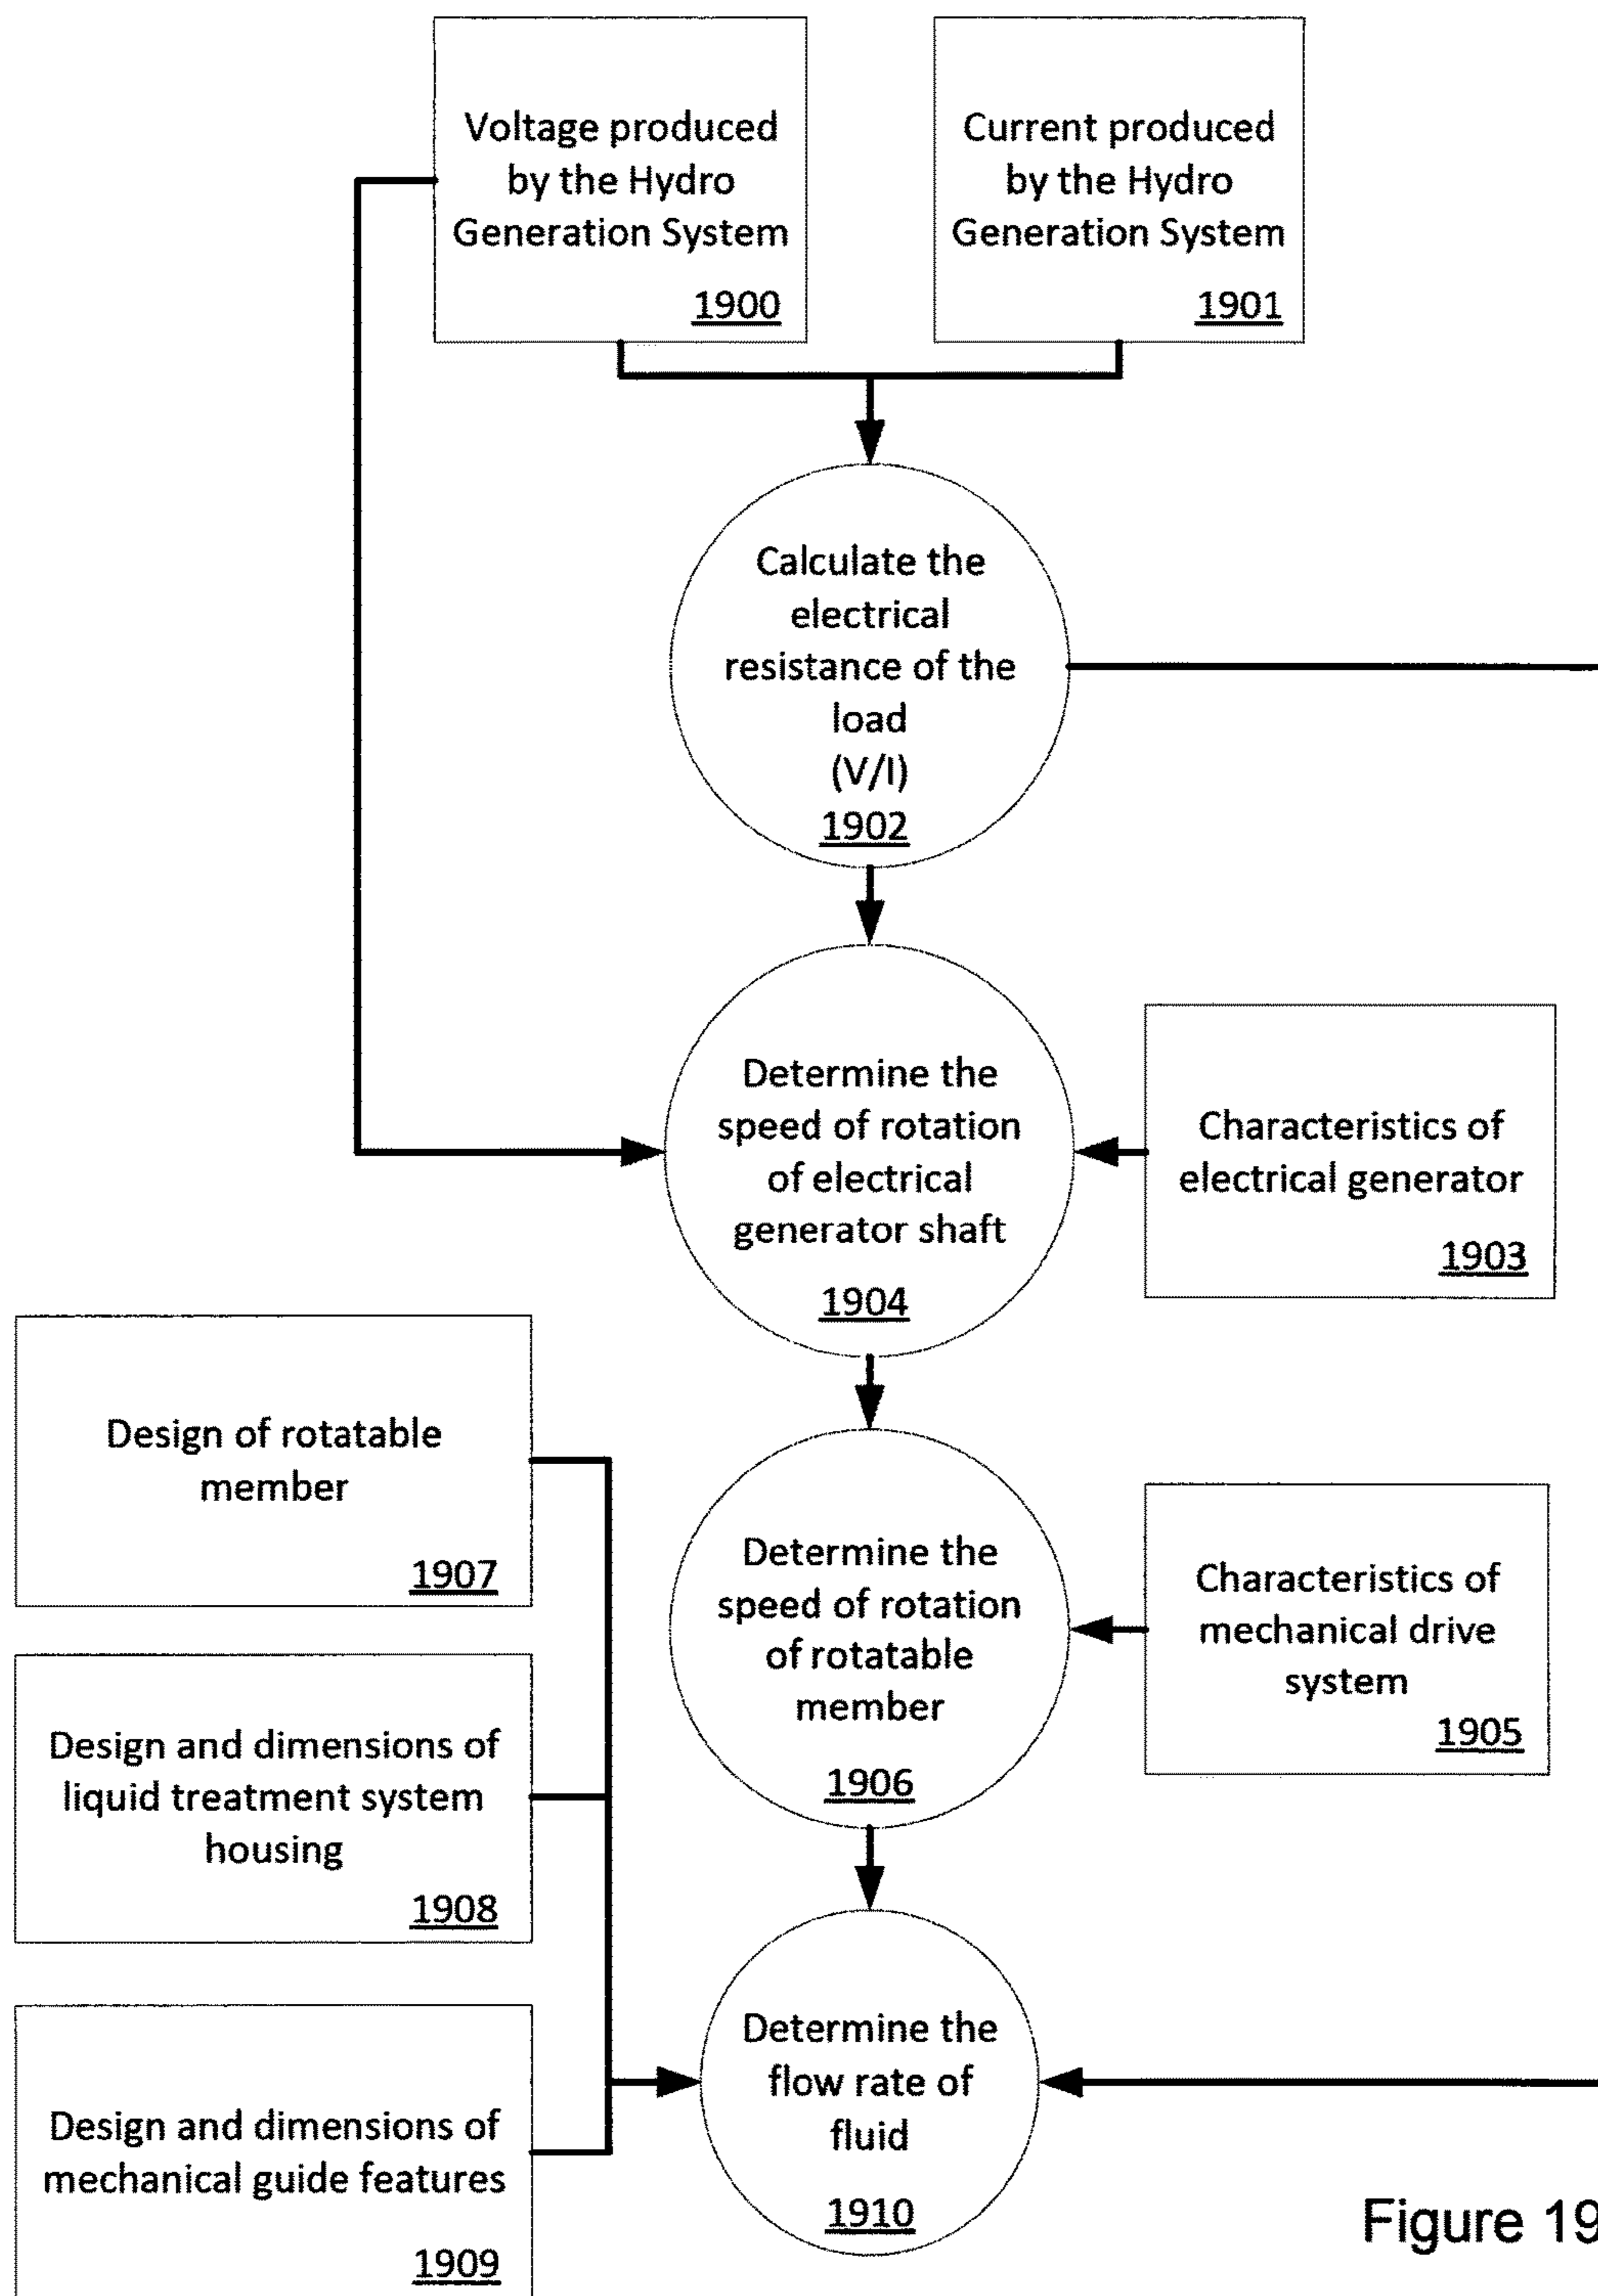 Voltage produced
by the Hydro
Generation System
1900
Current produced
by the Hydro
Generation System
1901
Calculate the
electrical
resistance of the
load
(V/I)
1902
Determine the
speed of rotation
of electrical
generator shaft
1904
Characteristics of
electrical generator
1903
Design of rotatable
member
1907
Determine the
speed of rotation
of rotatable
member
1906
Characteristics of
mechanical drive
system
1905
Design and dimensions of
liquid treatment system
housing
1908
Determine the
flow rate of
fluid
1910
Design and dimensions of
mechanical guide features
1909
Figure 19